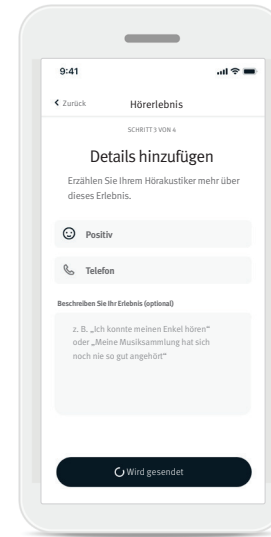 9:41
Zurück
Hörerlebnis
SCHRITT 3 VON 4
Details hinzufügen
Erzählen Sie Ihrem Hörakustiker mehr über
dieses Erlebnis.
Positiv
Telefon
Beschreiben Sie Ihr Erlebnis (optional)
z. B. „Ich konnte meinen Enkel hören“
oder „Meine Musiksammlung hat sich
noch nie so gut angehört“
Wird gesendet